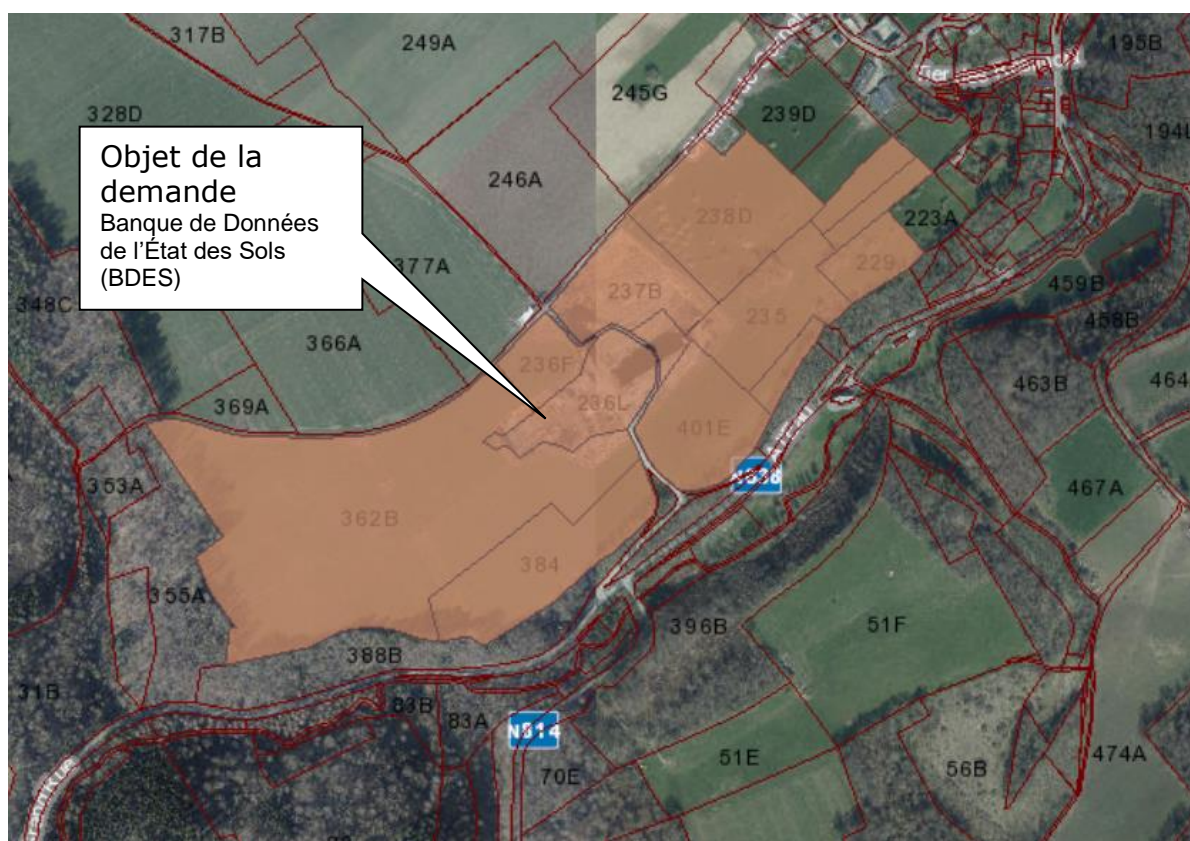 317B
249A
195B
328D
245G
239D
194L
246A
238D
223A
Objet de la
demande
Banque de Données
de l'État des Sols
(BDES)
377A
229
459B
348C
237B
235
458B
366A
236F
463B
464
369A
236L
401E
353A
467A
362B
384
355A
396B
51F
388B
31B
83B
83A
N814
51E
474A
56B
70E